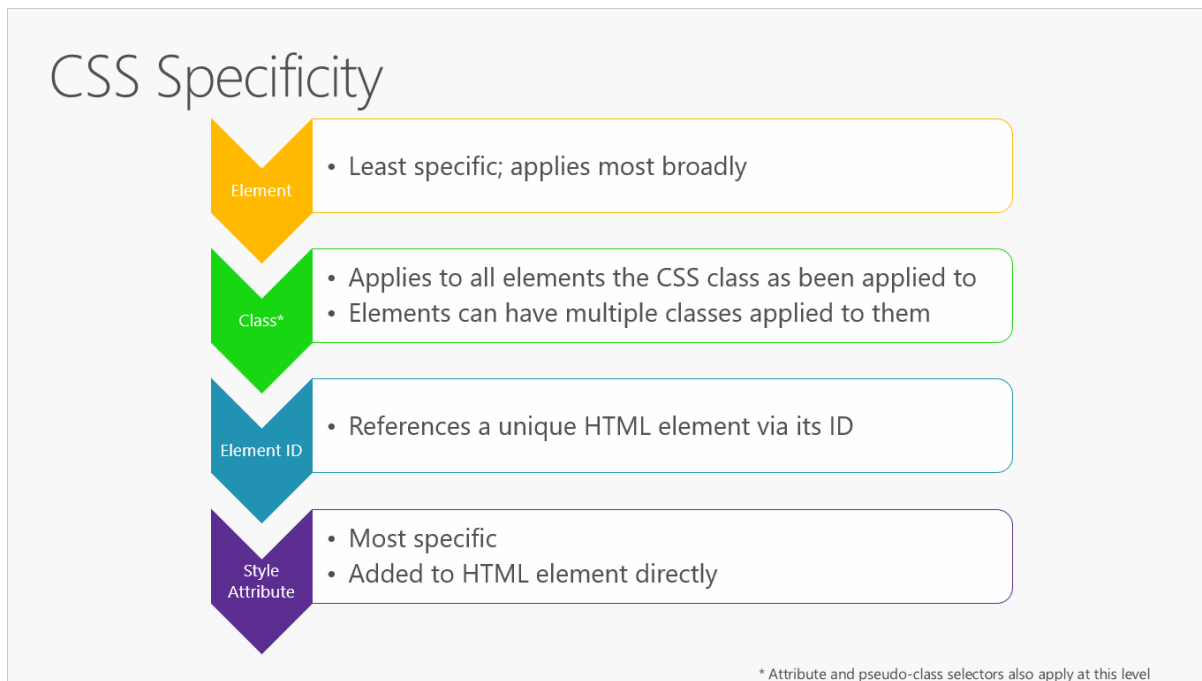 CSS Specificity
Element
• Least specific; applies most broadly
Class*
• Applies to all elements the CSS class as been applied to
• Elements can have multiple classes applied to them
Element ID
• References a unique HTML element via its ID
Style
Attribute
• Most specific
• Added to HTML element directly
* Attribute and pseudo-class selectors also apply at this level